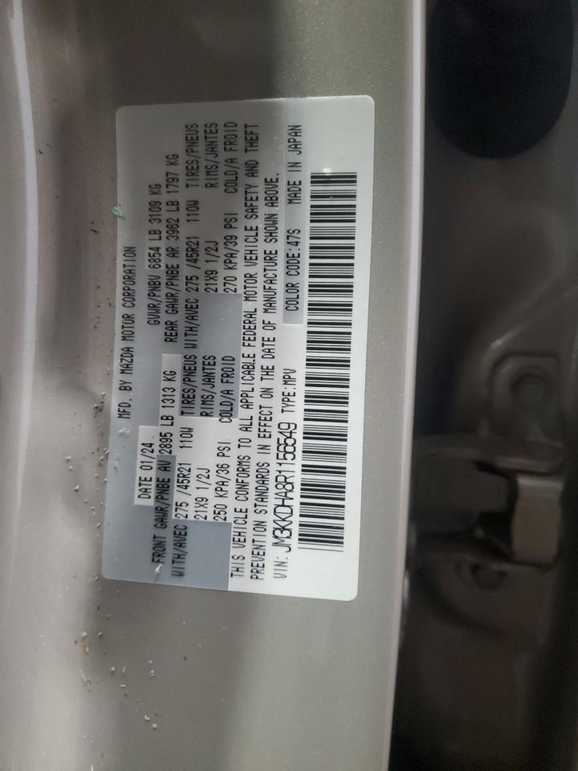 MFD. BY MAZDA MOTOR CORPORATION
DATE 01/24 GVWR/PNBV 6854 LB 3109 KG
FRONT GAWR/PNBE AV 2895 LB 1313 KG REAR GAWR/PNBE AR 3962 LB 1797 KG
WITH/AVEC 275 /45R21 110W TIRES/PNEUS WITH/AVEC 275 /45R21 110W TIRES/PNEUS
21X9 1/2J RIMS/JANTES 21X9 1/2J RIMS/JANTES
250 KPA/36 PSI COLD/A FROID 270 KPA/39 PSI COLD/A FROID
THIS VEHICLE CONFORMS TO ALL APPLICABLE FEDERAL MOTOR VEHICLE SAFETY AND THEFT
PREVENTION STANDARDS IN EFFECT ON THE DATE OF MANUFACTURE SHOWN ABOVE.
VIN: JM3KKDHA8R1156549 TYPE:MPV COLOR CODE:47S MADE IN JAPAN